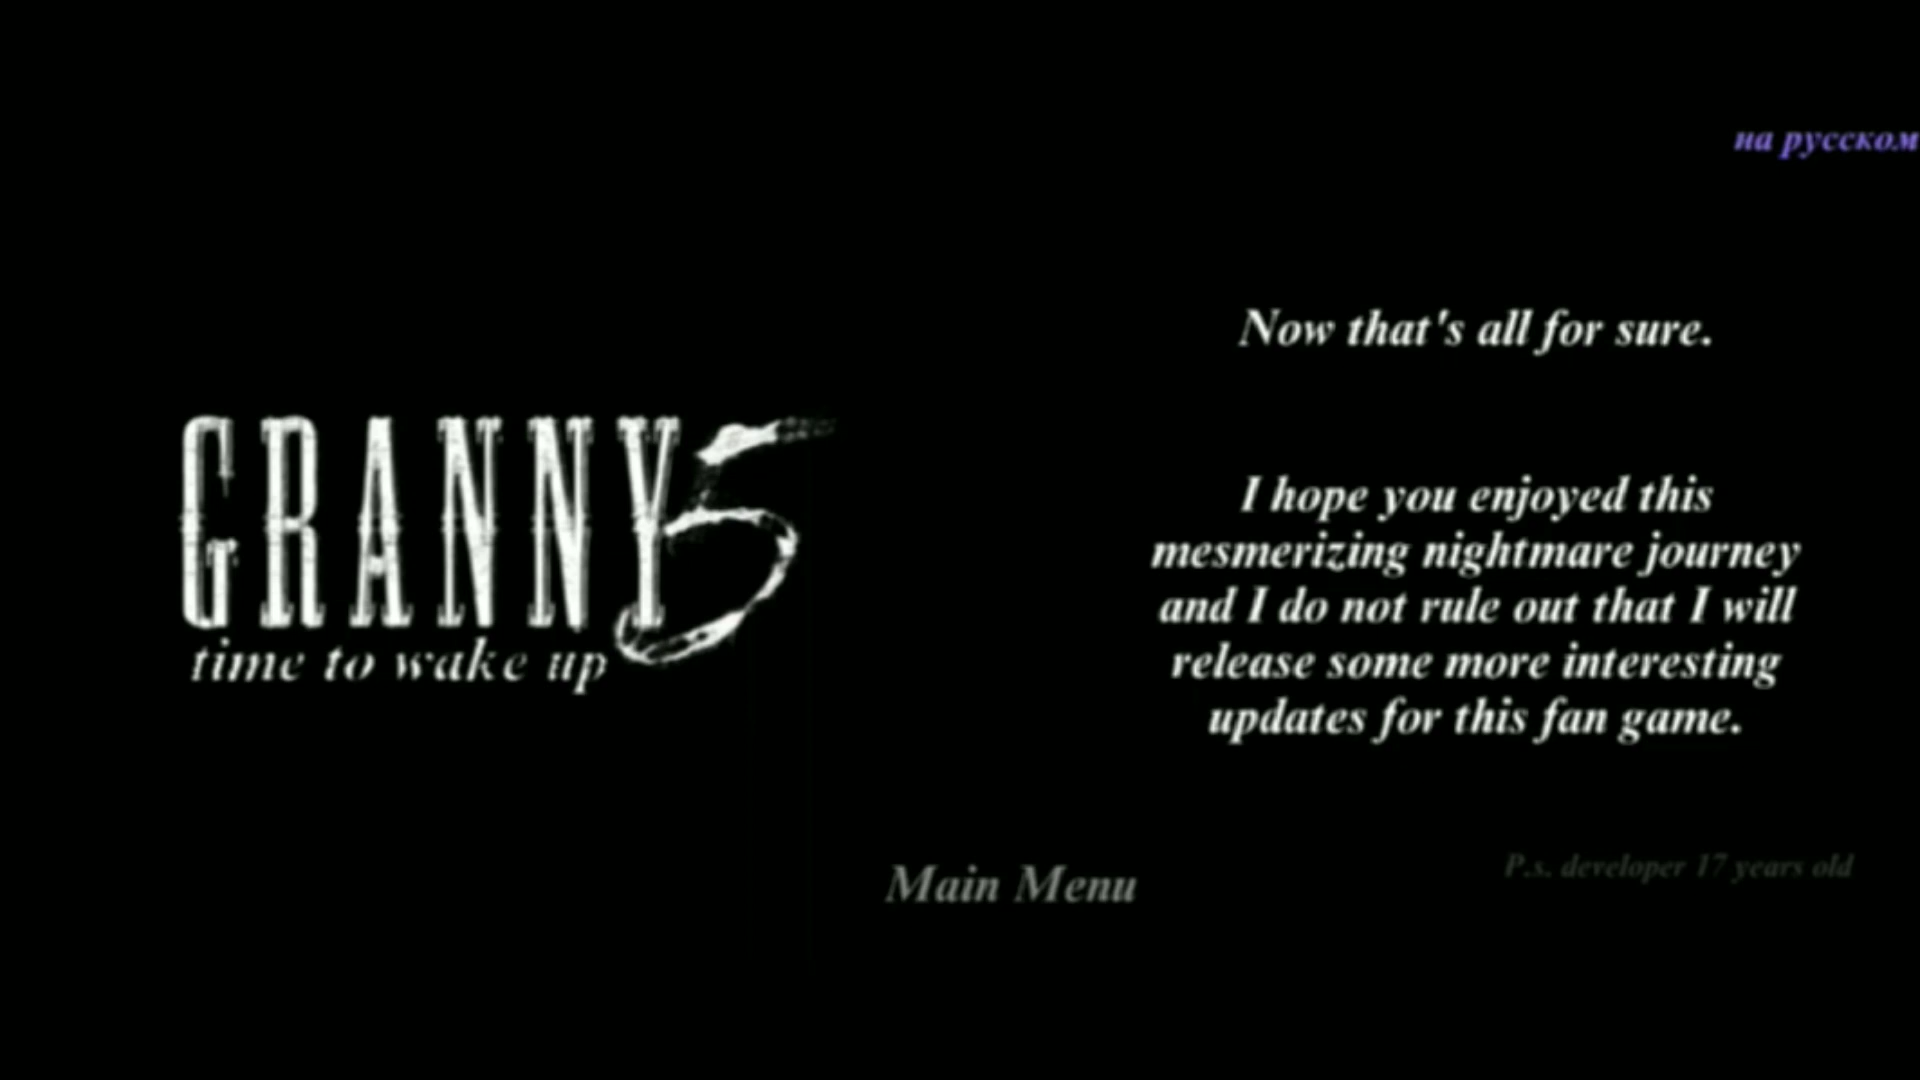 на русском
Now that's all for sure.
GRANNY 5
time to wake up
I hope you enjoyed this
mesmerizing nightmare journey
and I do not rule out that I will
release some more interesting
updates for this fan game.
Main Menu
P.s. developer 17 years old